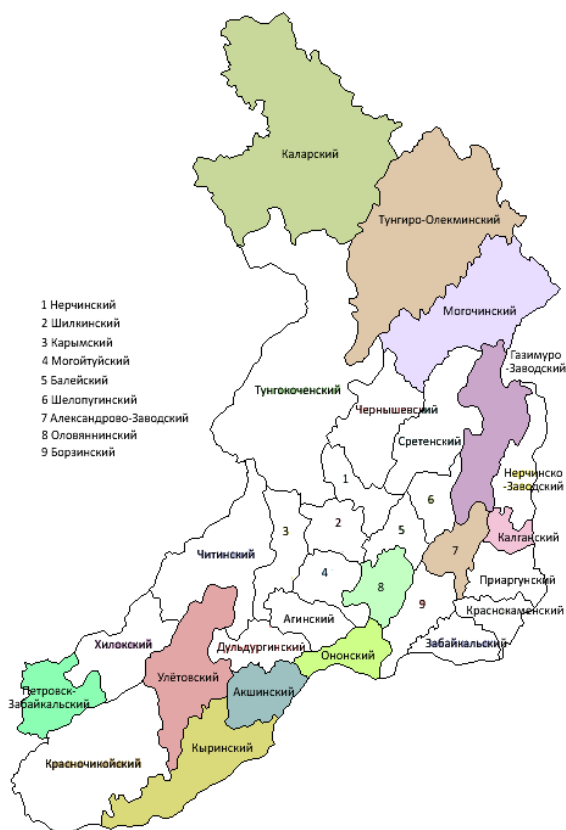 Каларский
Тунгиро-Олекминский
Могочинский
1 Нерчинский
2 Шилкинский
3 Карымский
4 Могойтуйский
5 Балейский
6 Шелопугинский
7 Александрово-Заводский
8 Оловяннинский
9 Борзинский
Газимуро-
Заводский
Тунгокоченский
Чернышевский
Сретенский
Нерчинско
-Заводский
1
6
2
3
5
Калганский
Читинский
7
4
Приаргунский
8
9
Краснокаменский
Агинский
Хилокский
Дульдургинский
Забайкальский
Ононский
Улётовский
Петровск-
Забайкальский
Акшинский
Кыринский
Красночикойский